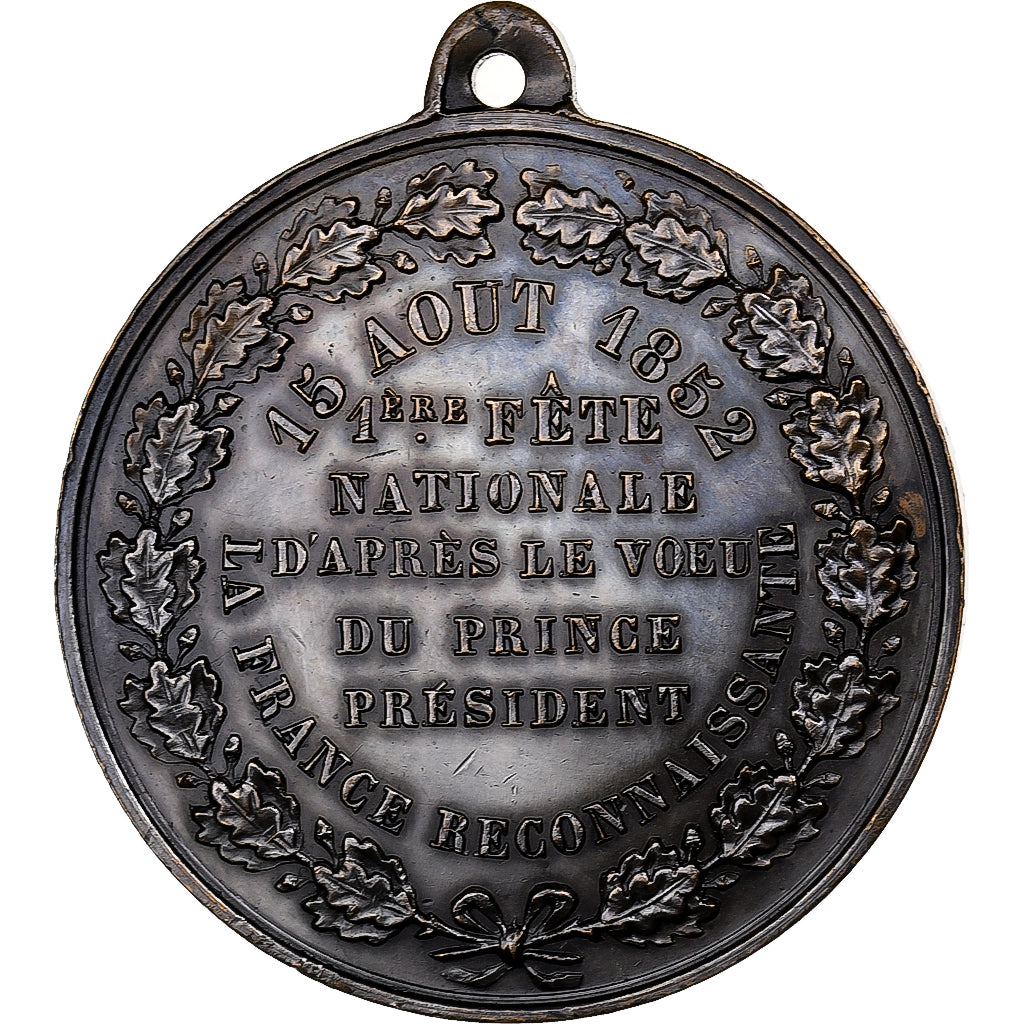 15 AOUT 1852
1ÈRE FÊTE
NATIONALE
D'APRÈS LE VOEU
DU PRINCE
PRÉSIDENT
LA FRANCE RECONNAISSANTE